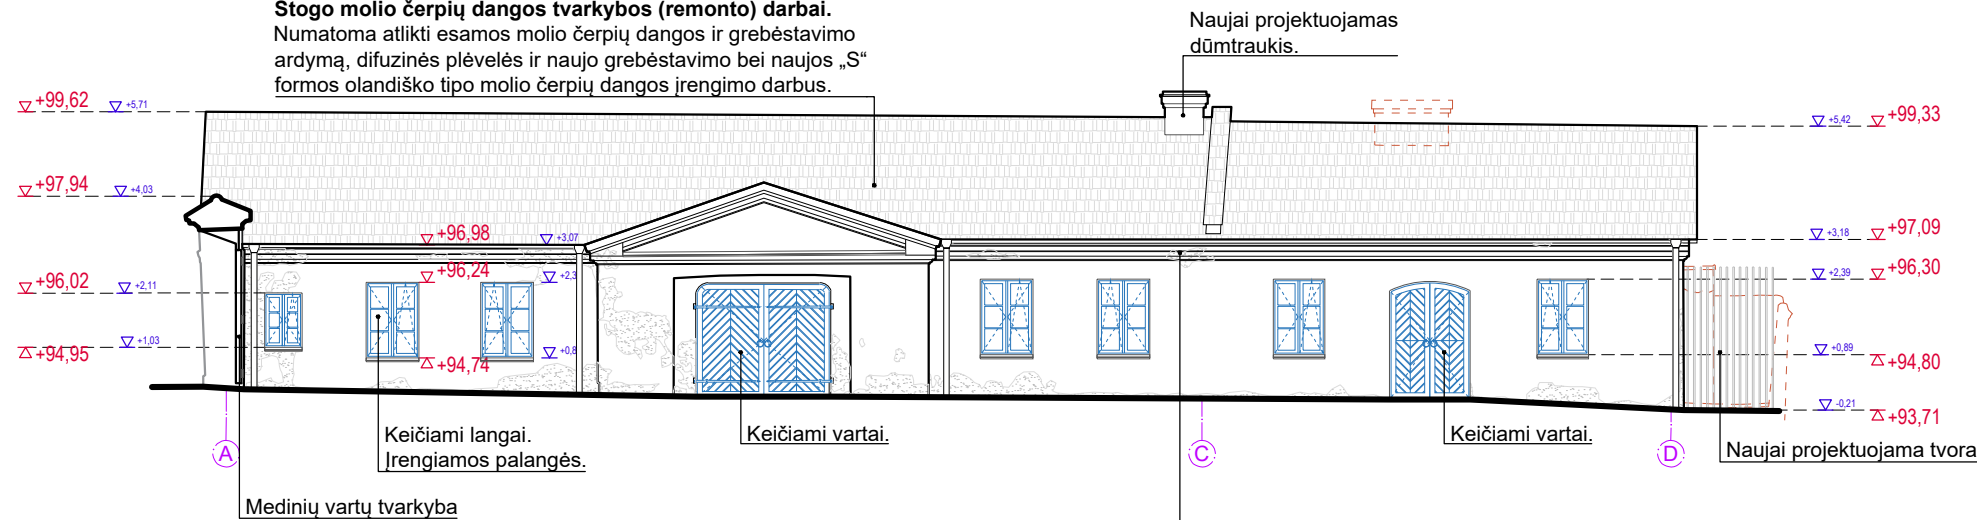 Stogo molio čerpių dangos tvarkybos (remonto) darbai.
Numatoma atlikti esamos molio čerpių dangos ir grebėstavimo
ardymą, difuzinės plėvelės ir naujo grebėstavimo bei naujos „S“
formos olandiško tipo molio čerpių dangos įrengimo darbus.
Naujai projektuojamas
dūmtraukis.
+99,62
+5,71
+5,42
+99,33
+97,94
+4,03
+96,98
+3,07
+3,18
+97,09
+96,24
+2,3
+2,39
+96,30
+96,02
+2,11
+94,95
+1,03
+94,74
+0,8
+0,89
+94,80
-0,21
+93,71
Keičiami langai.
Įrengiamos palangės.
Keičiami vartai.
Keičiami vartai.
Naujai projektuojama tvora
A
C
D
Medinių vartų tvarkyba